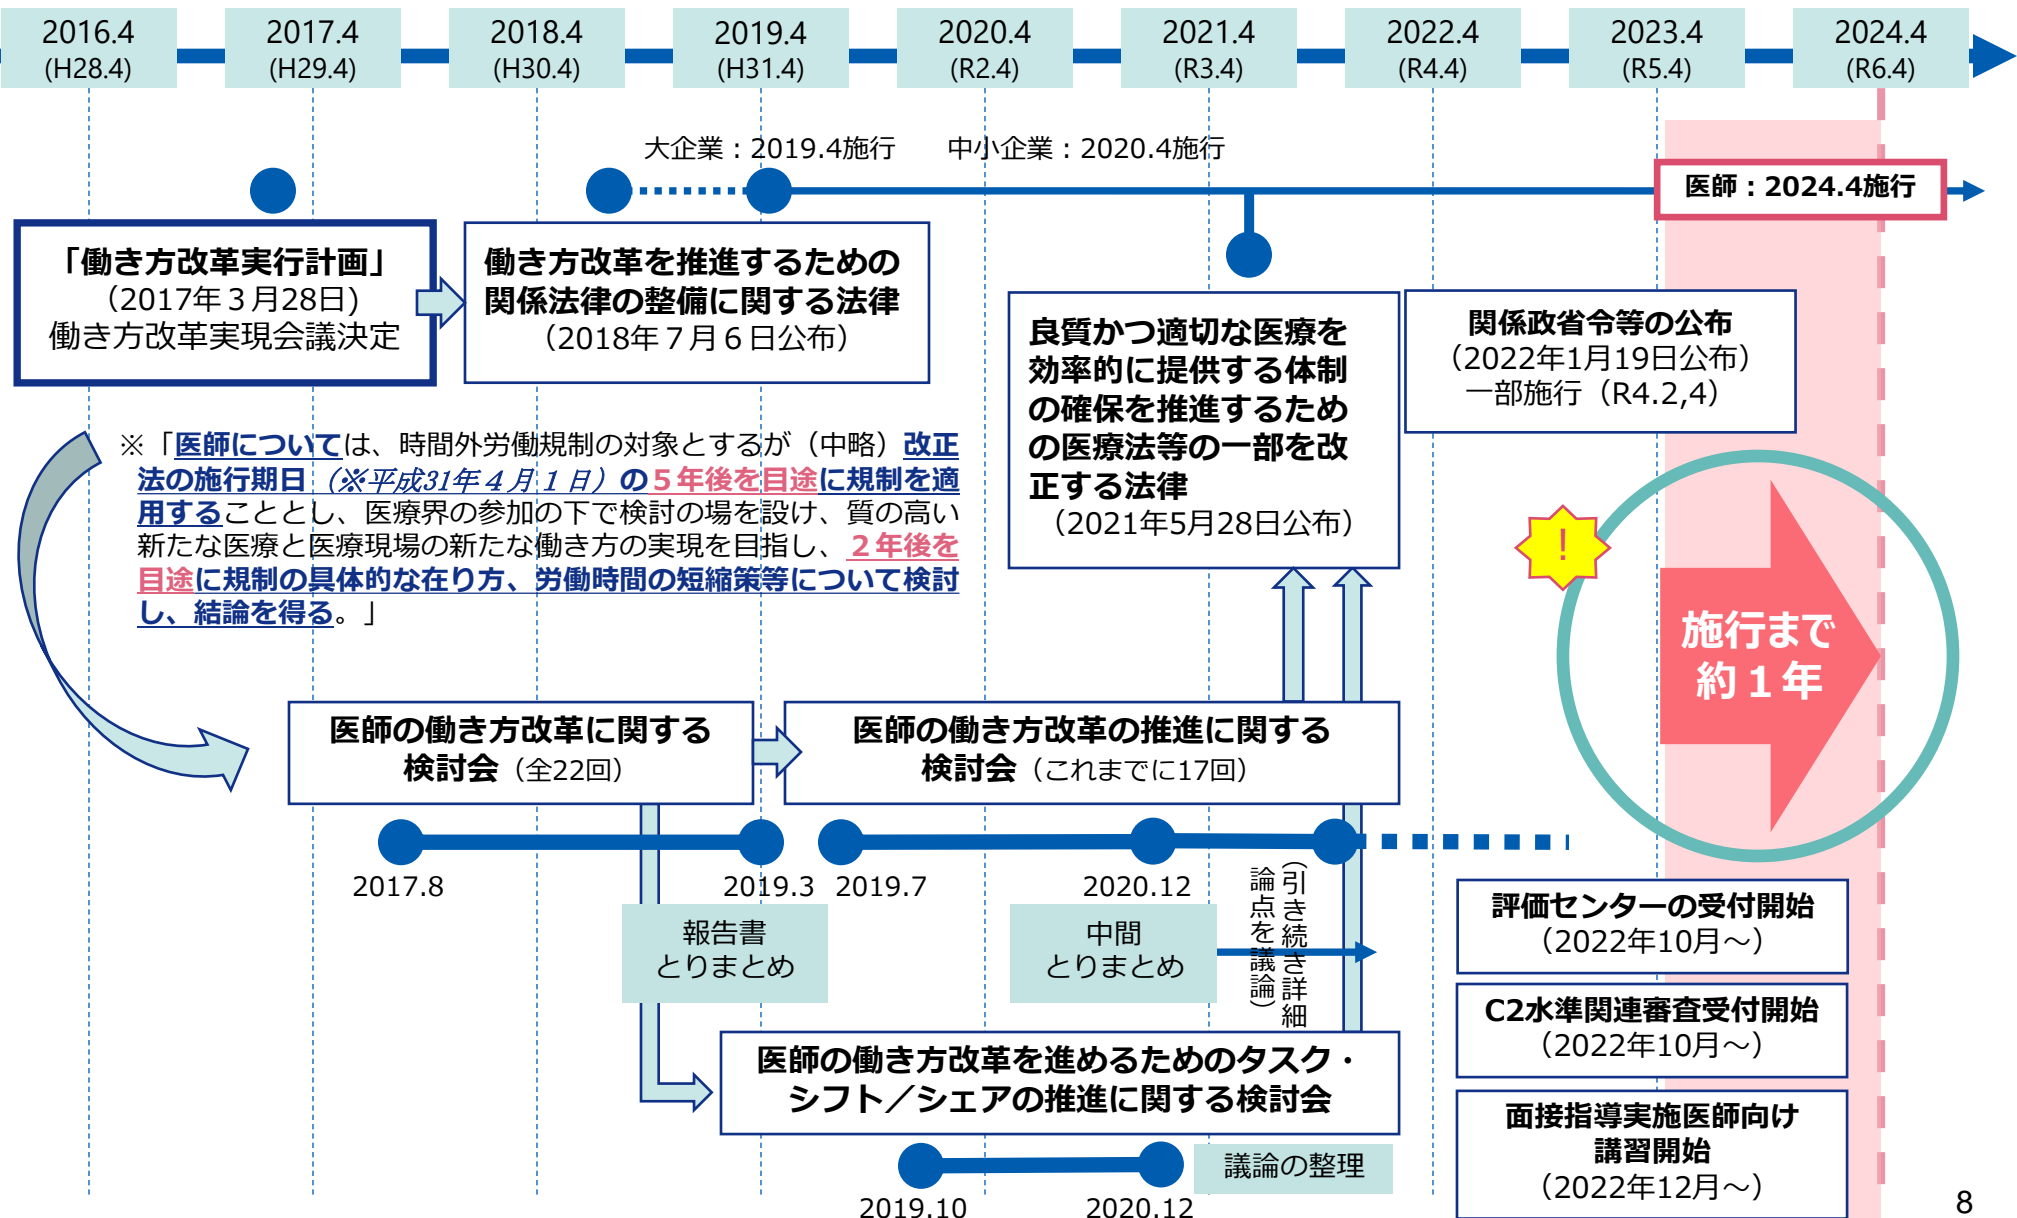 2016.4
(H28.4)
2017.4
(H29.4)
2018.4
(H30.4)
2019.4
(H31.4)
2020.4
(R2.4)
2021.4
(R3.4)
2022.4
(R4.4)
2023.4
(R5.4)
2024.4
(R6.4)
大企業：2019.4施行
中小企業：2020.4施行
医師：2024.4施行
「働き方改革実行計画」
（2017年３月28日)
働き方改革実現会議決定
働き方改革を推進するための
関係法律の整備に関する法律
（2018年７月６日公布）
良質かつ適切な医療を
効率的に提供する体制
の確保を推進するため
の医療法等の一部を改
正する法律
（2021年5月28日公布）
関係政省令等の公布
（2022年1月19日公布）
一部施行（R4.2,4）
※「医師については、時間外労働規制の対象とするが（中略）改正
法の施行期日（※平成31年４月１日）の５年後を目途に規制を適
用することとし、医療界の参加の下で検討の場を設け、質の高い
新たな医療と医療現場の新たな働き方の実現を目指し、２年後を
目途に規制の具体的な在り方、労働時間の短縮策等について検討
し、結論を得る。」
！
施行まで
約１年
医師の働き方改革に関する
検討会（全22回）
医師の働き方改革の推進に関する
検討会（これまでに17回）
2017.8
2019.3
2019.7
2020.12
報告書
とりまとめ
中間
とりまとめ
（引き続き詳細
論点を議論）
医師の働き方改革を進めるためのタスク・
シフト／シェアの推進に関する検討会
2019.10
2020.12
議論の整理
評価センターの受付開始
（2022年10月～）
C2水準関連審査受付開始
（2022年10月～）
面接指導実施医師向け
講習開始
（2022年12月～）
8